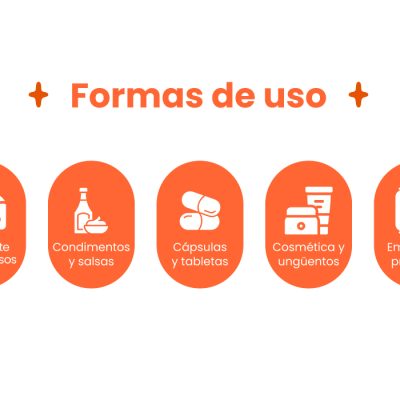 Formas de uso
Condimentos
y salsas
Cápsulas
y tabletas
Cosmética y
ungüentos